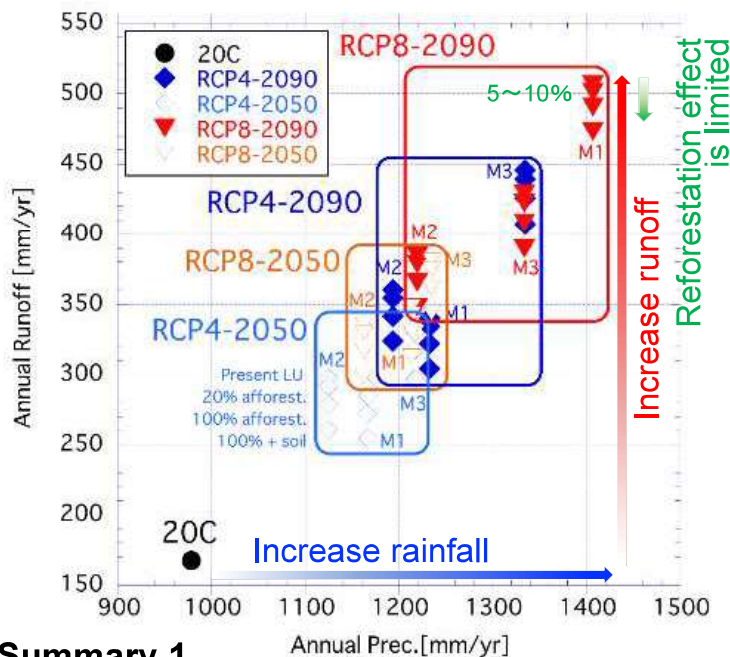 550
500
450
400
350
300
250
200
150
Annual Runoff [mm/yr]
20C
RCP4-2090
RCP4-2050
RCP8-2090
RCP8-2050
RCP8-2090
5～10%
M1
M3
RCP4-2090
M2
M3
RCP8-2050
M2
M3
M2
M1
RCP4-2050
M2
M1
Present LU
20% afforest.
100% afforest.
100% + soil
M3
M1
20C
Increase rainfall
Increase runoff
Reforestation effect
is limited
900
1000
1100
1200
1300
1400
1500
Annual Prec.[mm/yr]
Summary 1